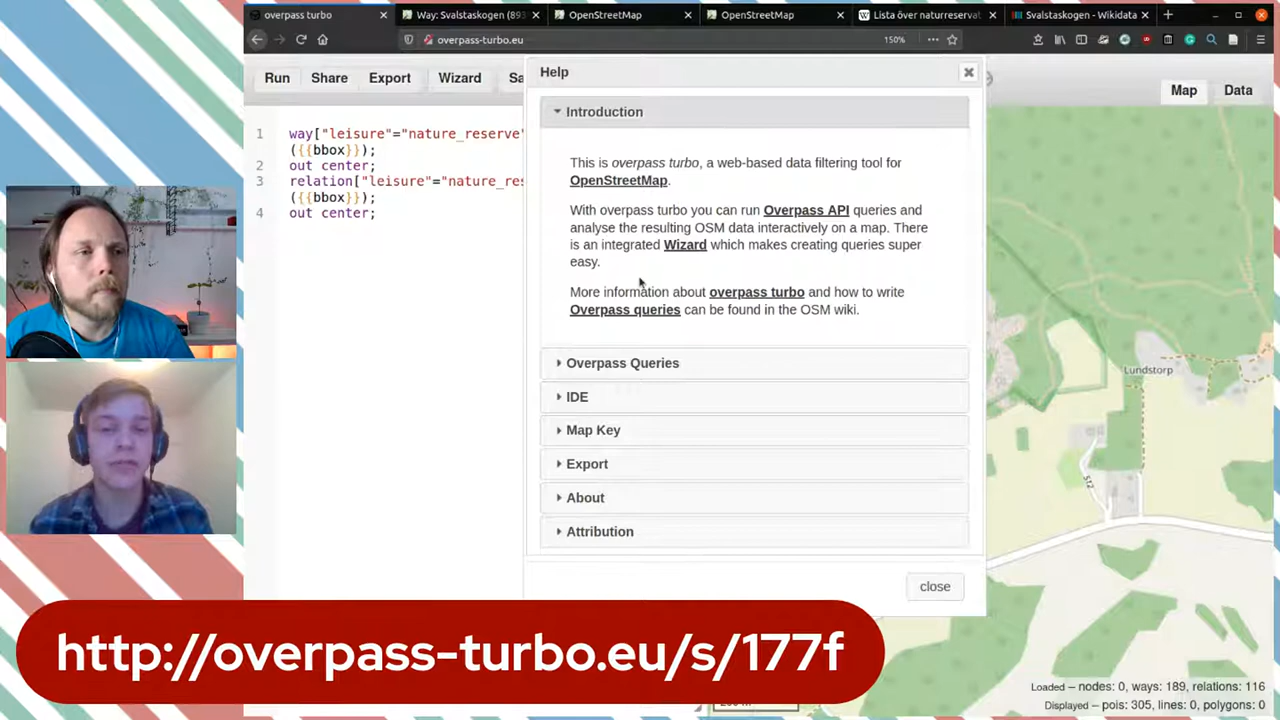 overpass turbo
Way: Svalstaskogen (893
OpenStreetMap
OpenStreetMap
Lista över naturreservat
Svalstaskogen - Wikidata
overpass-turbo.eu
150%
Run Share Export Wizard Sa
Map Data
Help
Introduction
This is overpass turbo, a web-based data filtering tool for
OpenStreetMap.
With overpass turbo you can run Overpass API queries and
analyse the resulting OSM data interactively on a map. There
is an integrated Wizard which makes creating queries super
easy.
More information about overpass turbo and how to write
Overpass queries can be found in the OSM wiki.
Overpass Queries
IDE
Map Key
Export
About
Attribution
close
1 way["leisure"="nature_reserve"
({{bbox}});
2 out center;
3 relation["leisure"="nature_res
({{bbox}});
4 out center;
Lundstorp
http://overpass-turbo.eu/s/177f
Loaded – nodes: 0, ways: 189, relations: 116
Displayed – pois: 305, lines: 0, polygons: 0